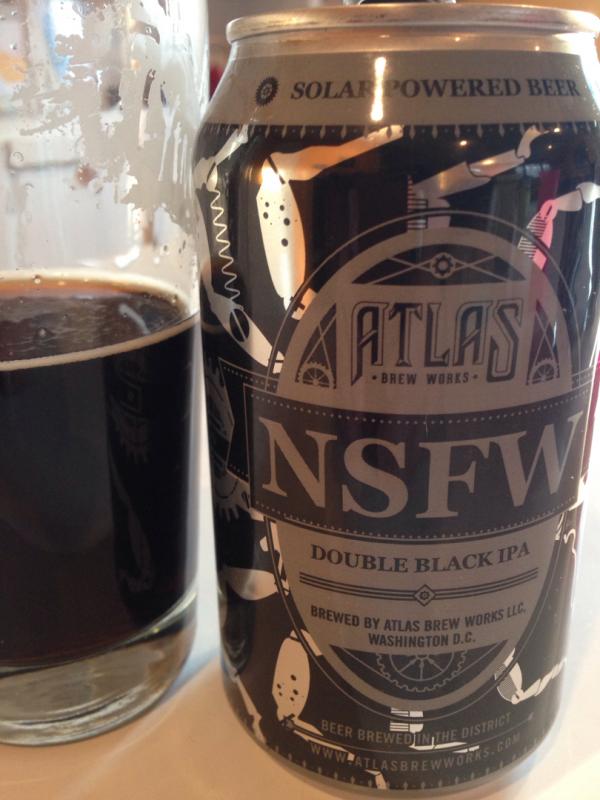 SOLAR POWERED BEER
ATLAS
• BREW WORKS •
NSFW
DOUBLE BLACK IPA
BREWED BY ATLAS BREW WORKS LLC,
WASHINGTON D.C.
BEER BREWED IN THE DISTRICT
WWW.ATLASBREWWORKS.COM